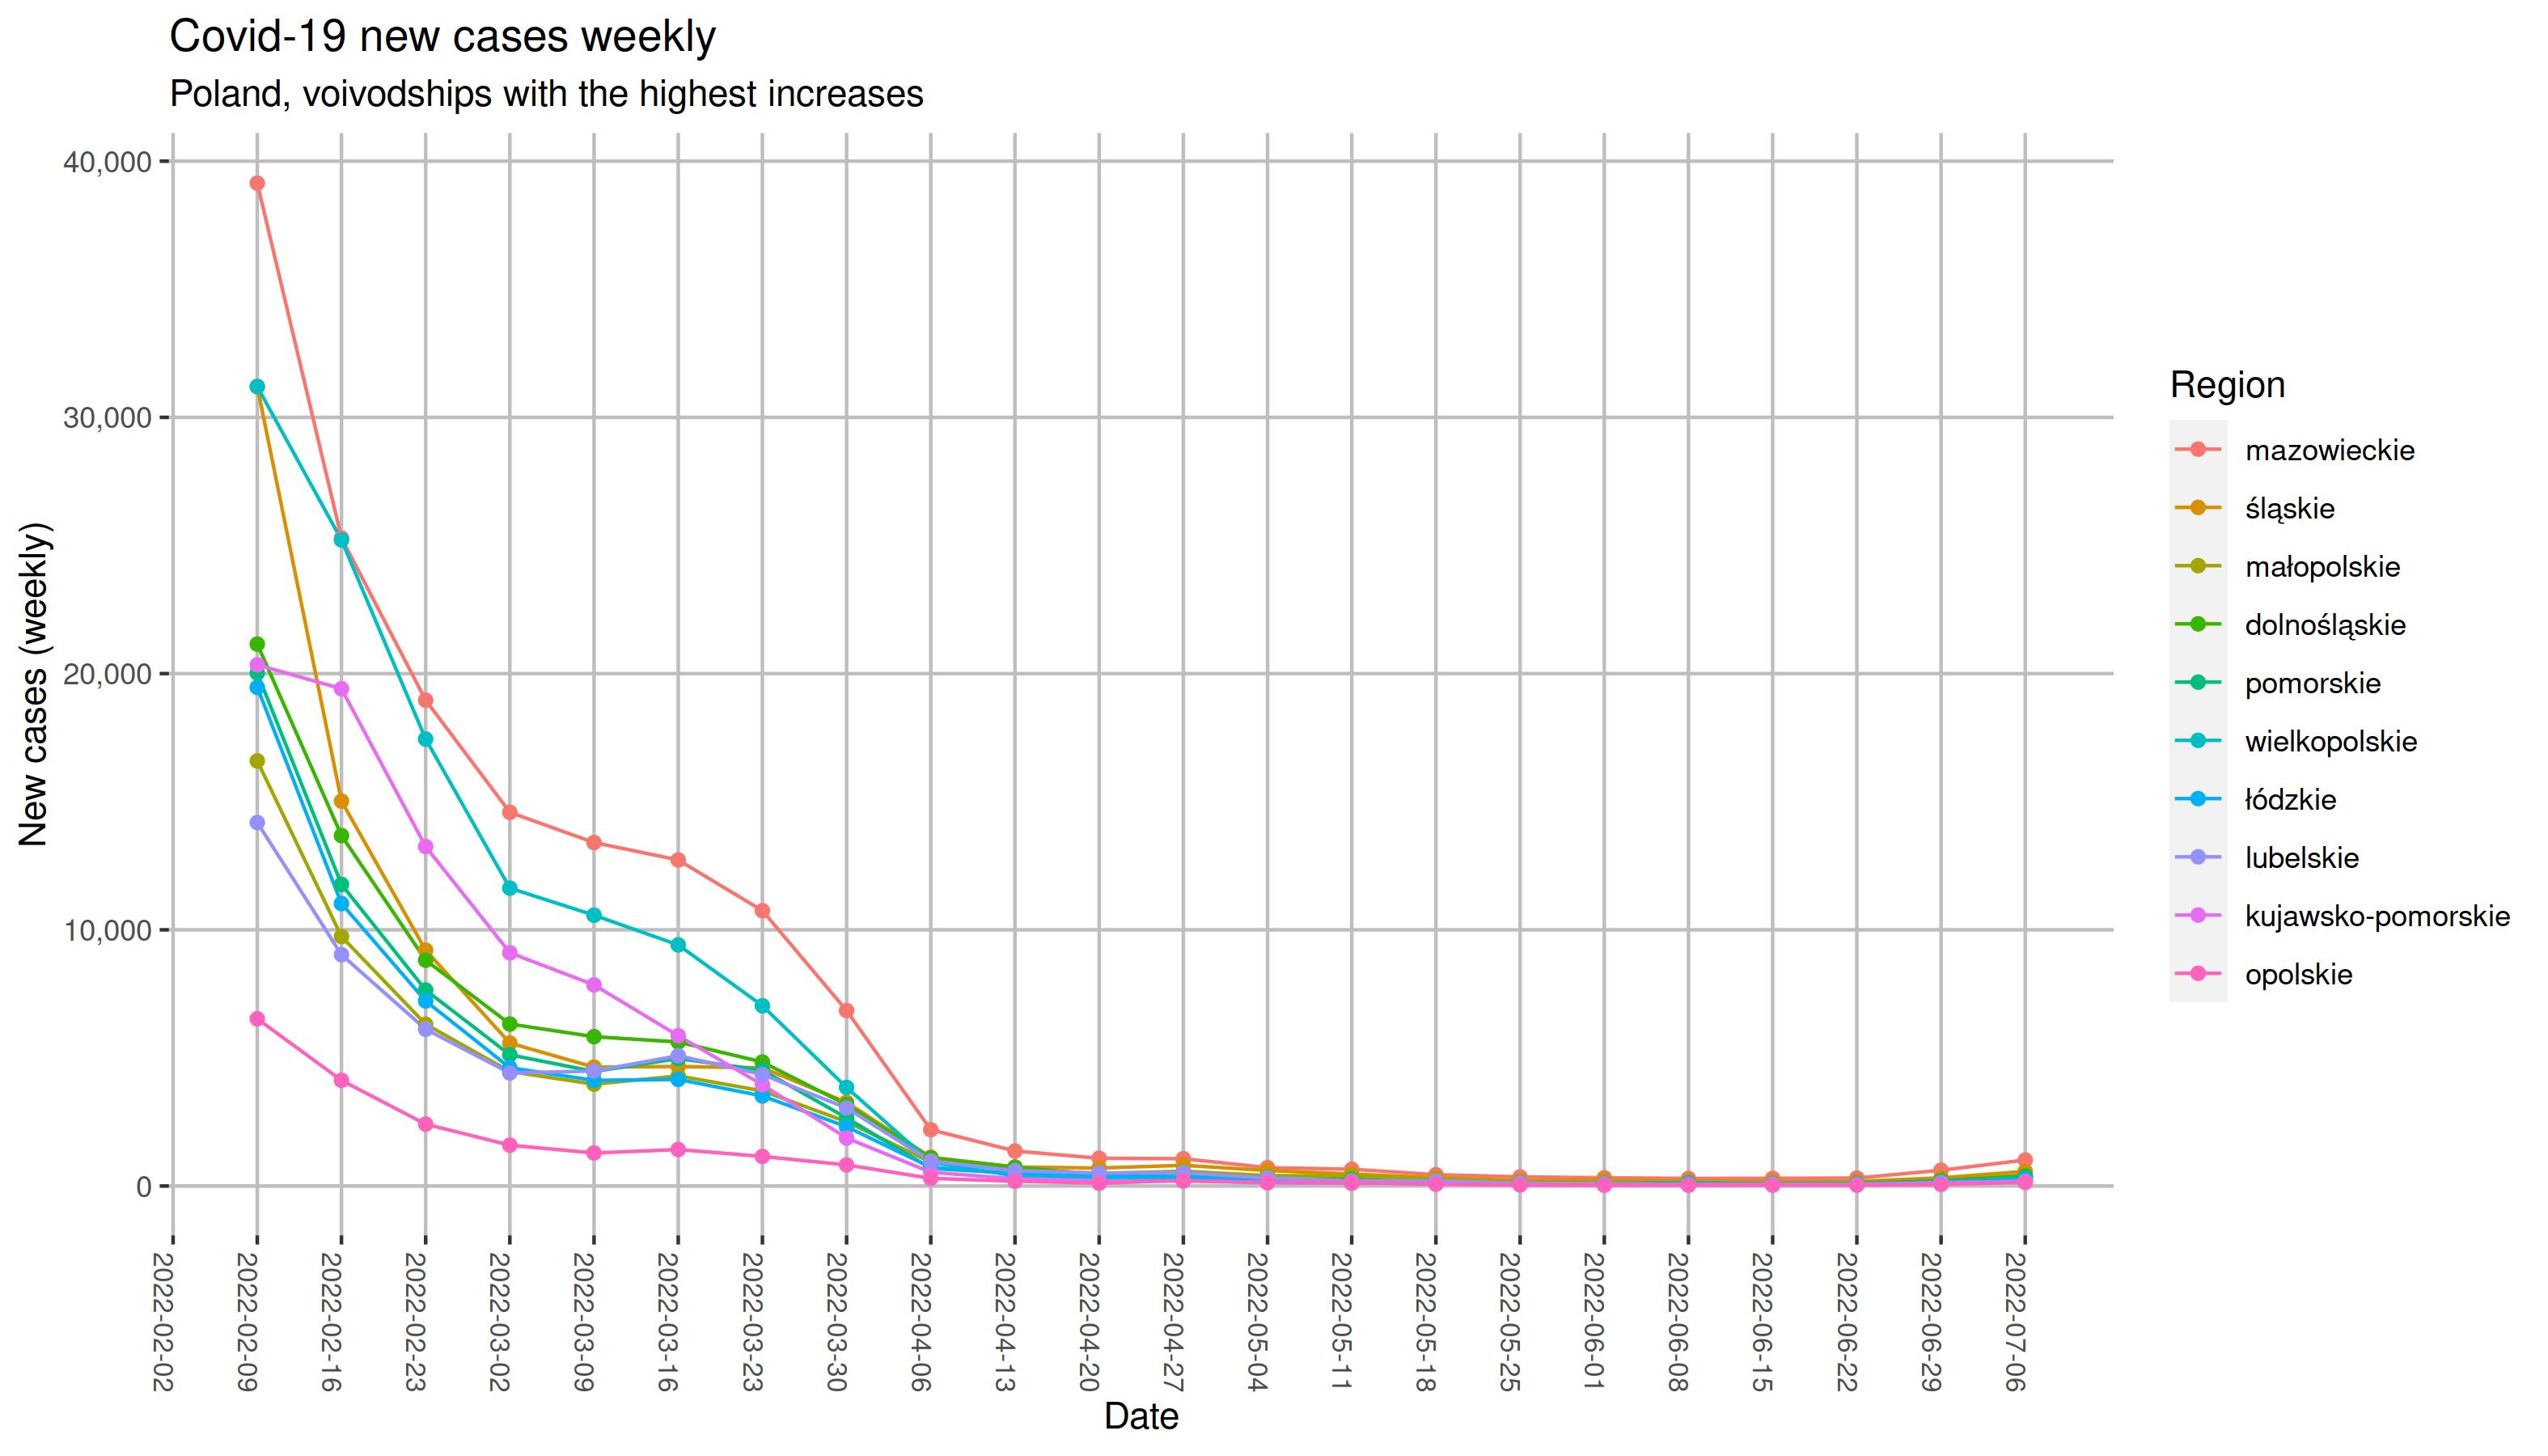 Covid-19 new cases weekly
Poland, voivodships with the highest increases
New cases (weekly)
40,000
30,000
20,000
10,000
0
2022-02-02
2022-02-09
2022-02-16
2022-02-23
2022-03-02
2022-03-09
2022-03-16
2022-03-23
2022-03-30
2022-04-06
2022-04-13
2022-04-20
2022-04-27
2022-05-04
2022-05-11
2022-05-18
2022-05-25
2022-06-01
2022-06-08
2022-06-15
2022-06-22
2022-06-29
2022-07-06
Date
Region
mazowieckie
śląskie
małopolskie
dolnośląskie
pomorskie
wielkopolskie
łódzkie
lubelskie
kujawsko-pomorskie
opolskie